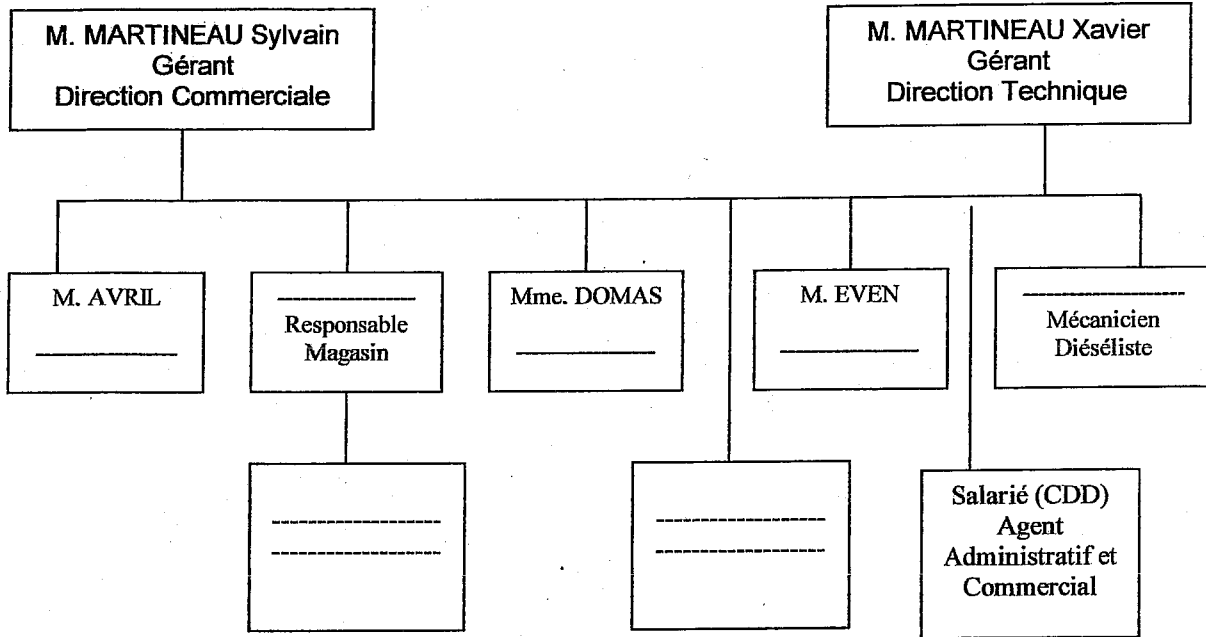 M. MARTINEAU Sylvain
Gérant
Direction Commerciale
M. MARTINEAU Xavier
Gérant
Direction Technique
M. AVRIL
Responsable
Magasin
Mme. DOMAS
M. EVEN
Mécanicien
Diéséliste
Salarié (CDD)
Agent
Administratif et
Commercial